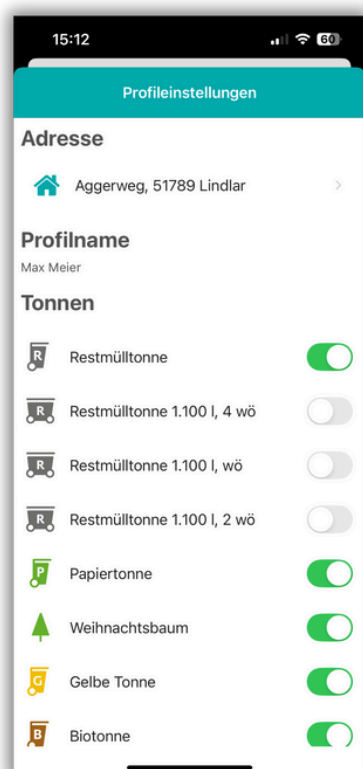 15:12
60
Profileinstellungen
Adresse
Aggerweg, 51789 Lindlar
Profilname
Max Meier
Tonnen
R Restmülltonne
R Restmülltonne 1.100 l, 4 wö
R Restmülltonne 1.100 l, wö
R Restmülltonne 1.100 l, 2 wö
P Papiertonne
Weihnachtsbaum
G Gelbe Tonne
B Biotonne